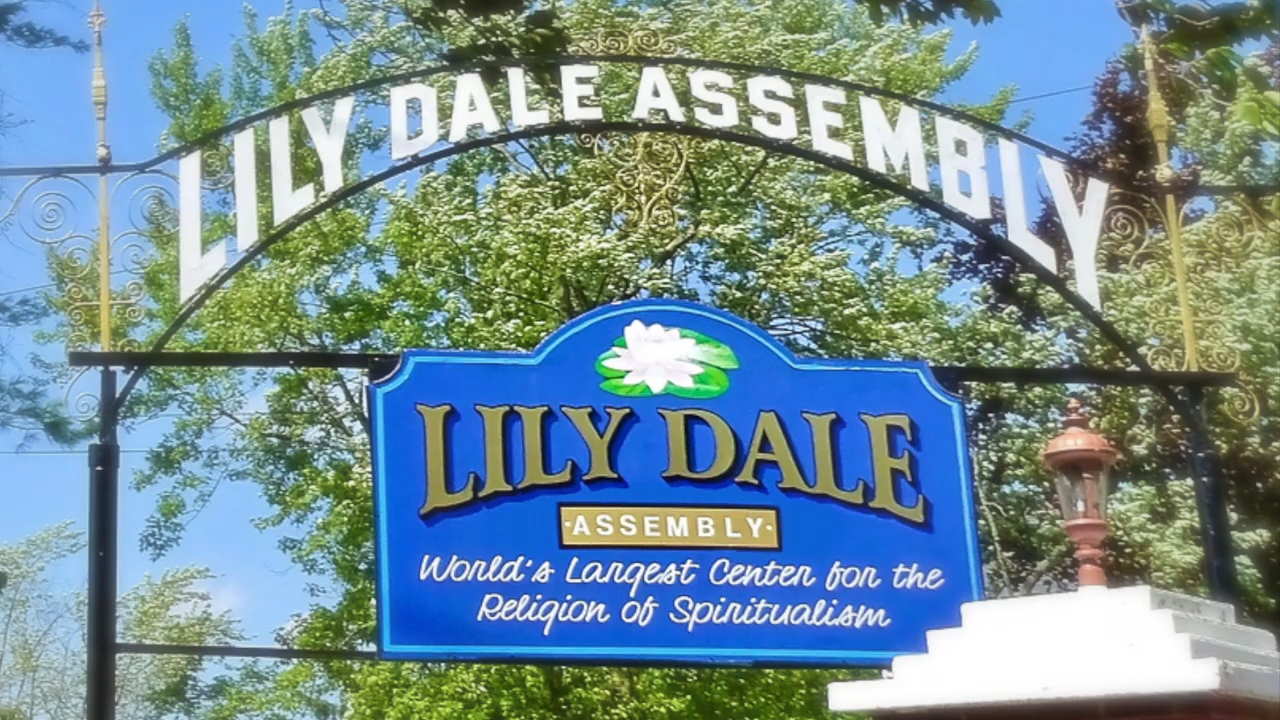 LILY DALE ASSEMBLY
LILY DALE
·ASSEMBLY·
World's Largest Center for the
Religion of Spiritualism